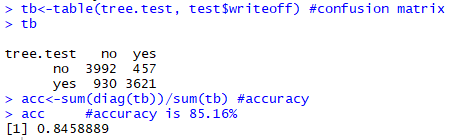 > tb<-table(tree.test, test$writeoff) #confusion matrix
> tb
tree.test no yes
no 3992 457
yes 930 3621
> acc<-sum(diag(tb))/sum(tb) #accuracy
> acc #accuracy is 85.16%
[1] 0.8458889